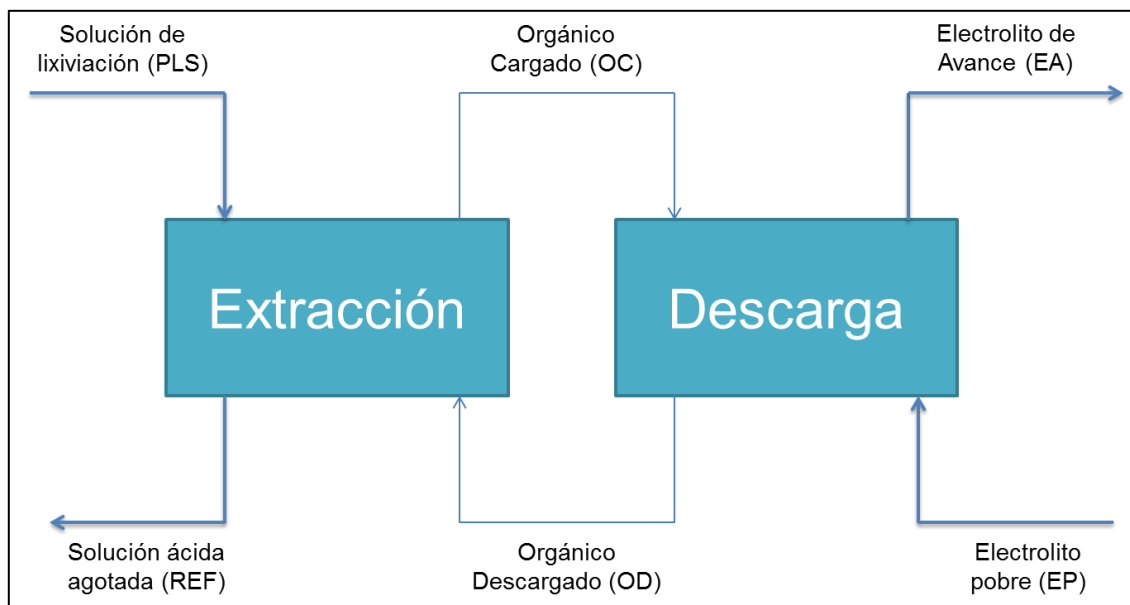 Solución de
lixiviación (PLS)
Orgánico
Cargado (OC)
Electrolito de
Avance (EA)
Extracción
Descarga
Solución ácida
agotada (REF)
Orgánico
Descargado (OD)
Electrolito
pobre (EP)